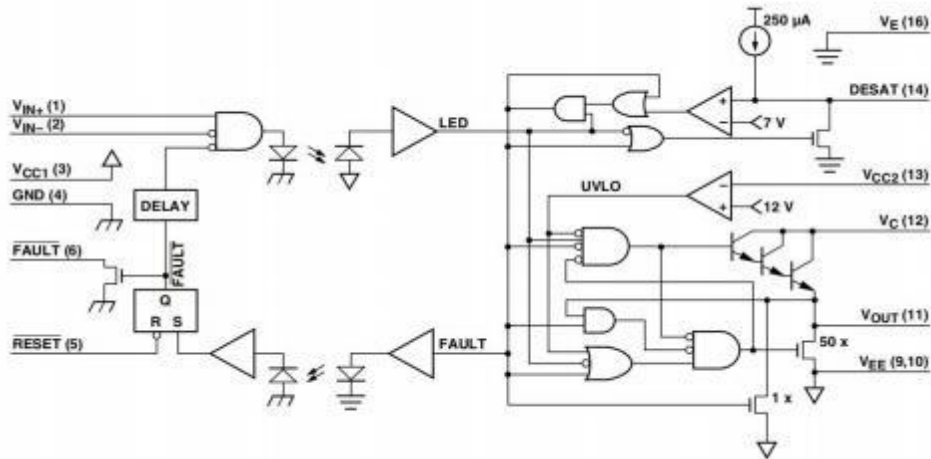 250 µA
VE (16)
VIN+ (1)
VIN– (2)
LED
DESAT (14)
7 V
VCC1 (3)
GND (4)
DELAY
UVLO
VCC2 (13)
12 V
VC (12)
FAULT (6)
FAULT
Q
R S
RESET (5)
FAULT
VOUT (11)
50 x
VEE (9,10)
1 x
+
–
–
+